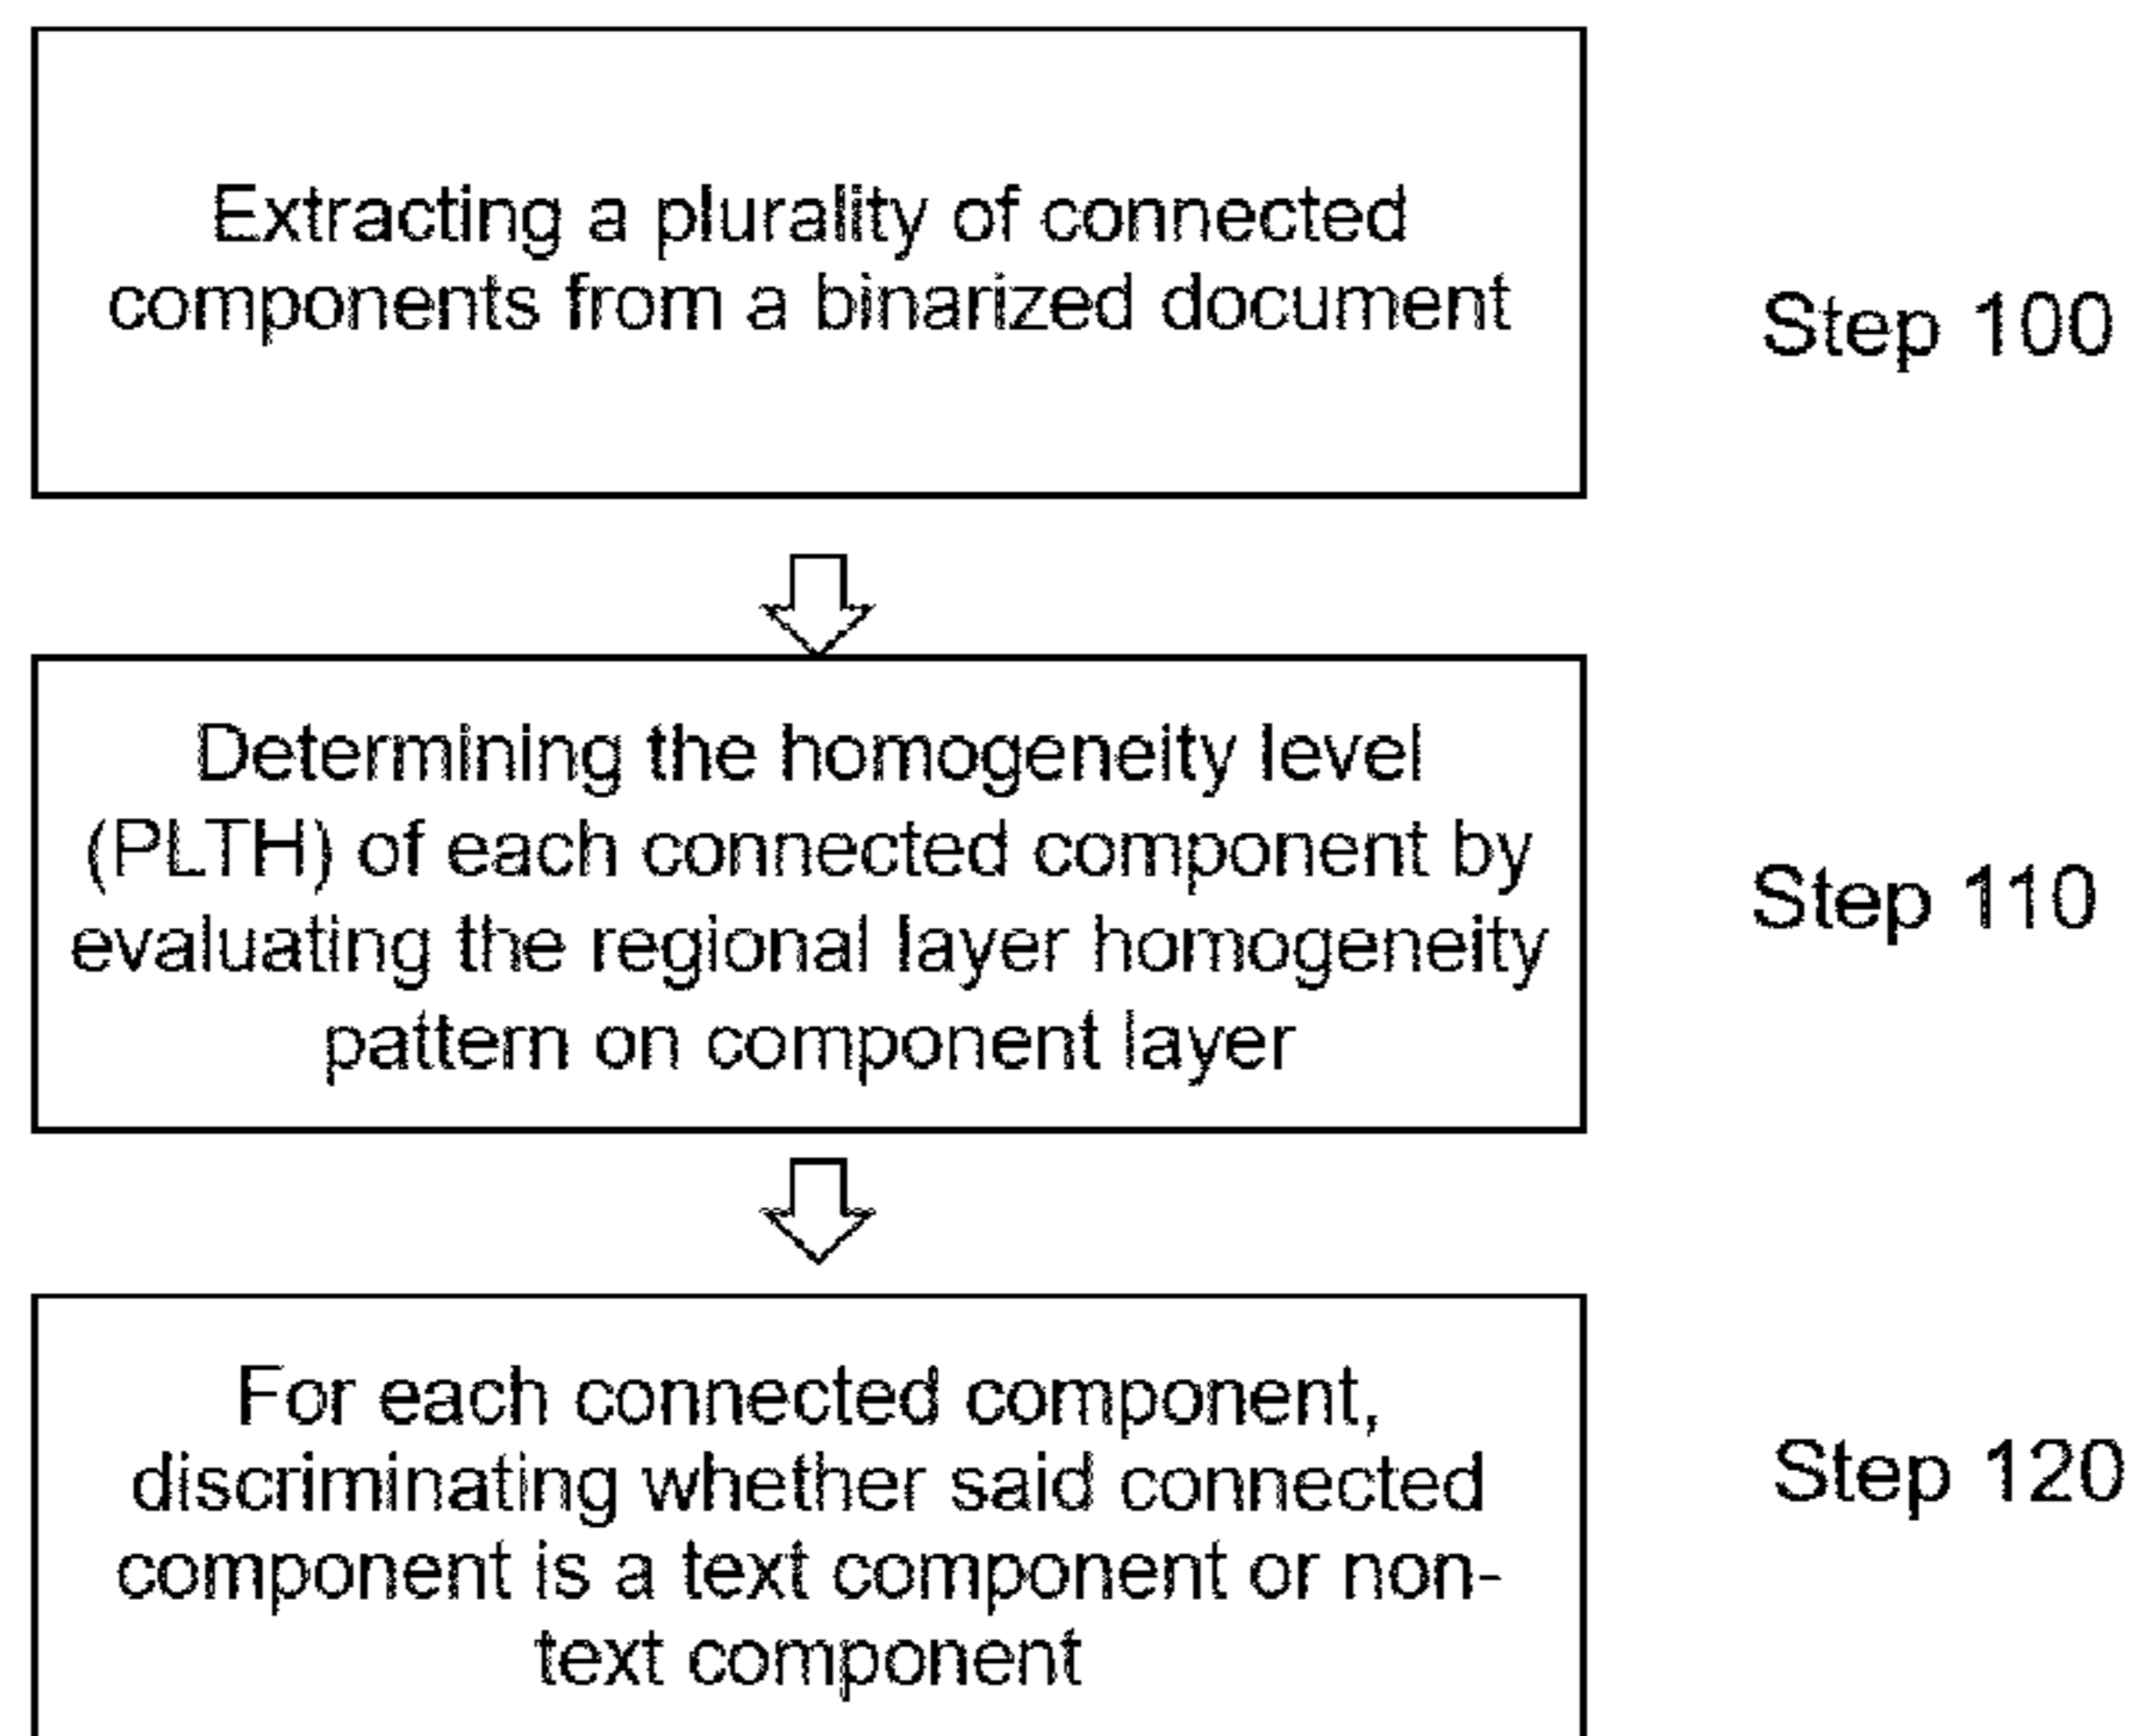 Extracting a plurality of connected
components from a binarized document
Step 100
Determining the homogeneity level
(PLTH) of each connected component by
evaluating the regional layer homogeneity
pattern on component layer
Step 110
For each connected component,
discriminating whether said connected
component is a text component or non-
text component
Step 120